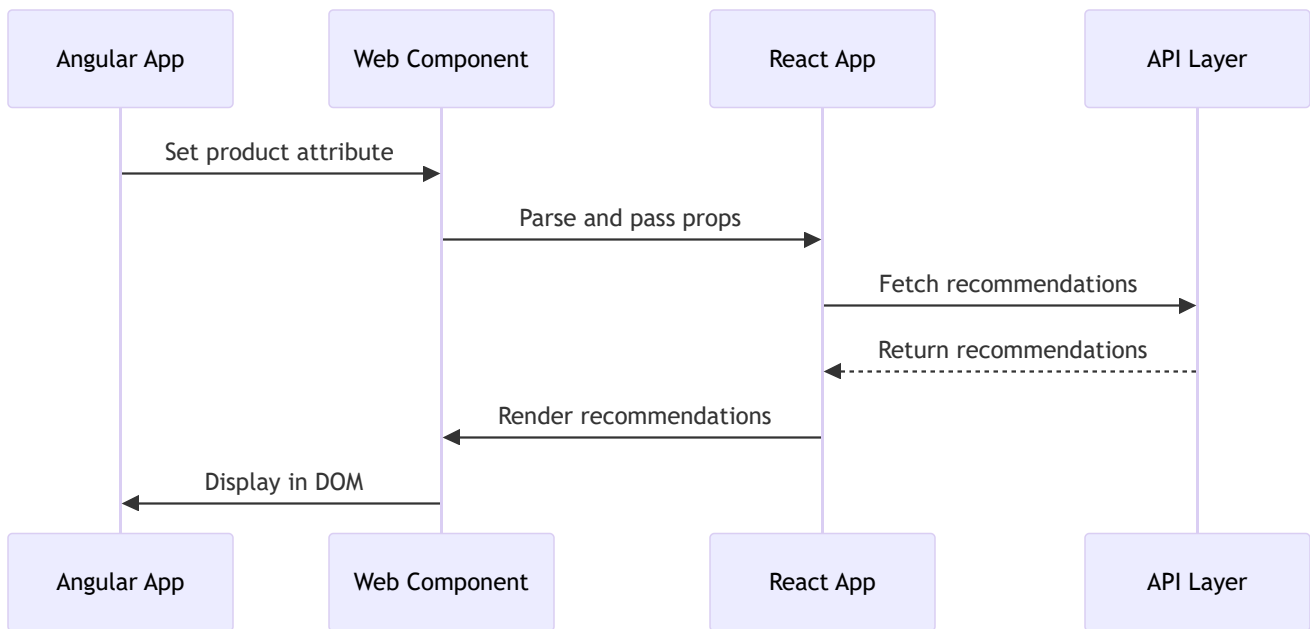 Angular App
Web Component
React App
API Layer
Set product attribute
Parse and pass props
Fetch recommendations
Return recommendations
Render recommendations
Display in DOM
Angular App
Web Component
React App
API Layer